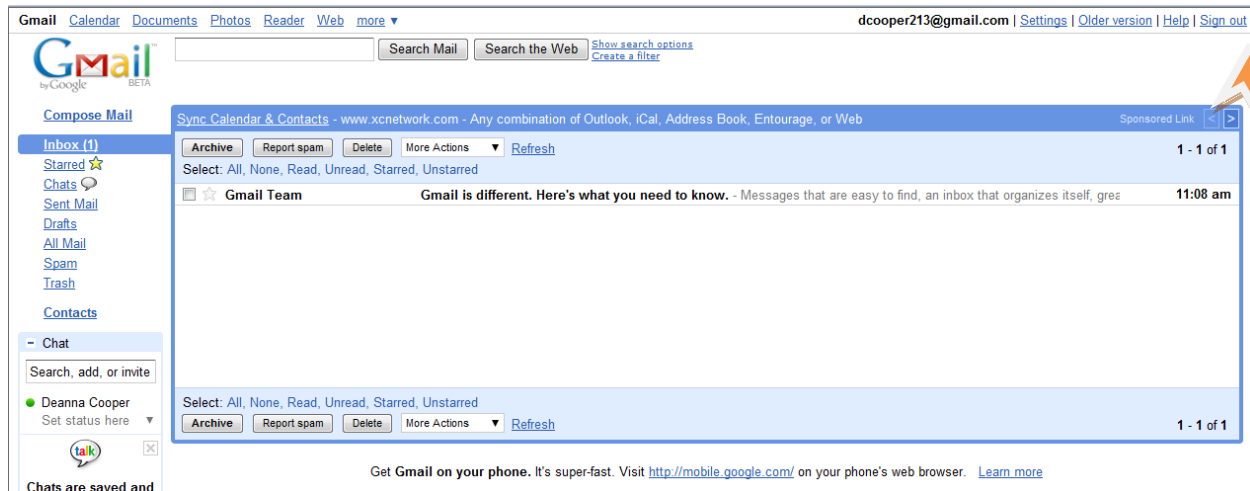 Gmail Calendar Documents Photos Reader Web more ▼ dcooper213@gmail.com | Settings | Older version | Help | Sign out
Gmail™ by Google BETA
Search Mail Search the Web Show search options
Create a filter
Compose Mail
Sync Calendar & Contacts - www.xcnetwork.com - Any combination of Outlook, iCal, Address Book, Entourage, or Web Sponsored Link < >
Inbox (1)
Archive Report spam Delete More Actions ▼ Refresh 1 - 1 of 1
Starred
Select: All, None, Read, Unread, Starred, Unstarred
Chats
Gmail Team Gmail is different. Here's what you need to know. - Messages that are easy to find, an inbox that organizes itself, grea 11:08 am
Sent Mail
Drafts
All Mail
Spam
Trash
Contacts
− Chat
Search, add, or invite
Deanna Cooper
Set status here ▼
talk
Chats are saved and
Select: All, None, Read, Unread, Starred, Unstarred
Archive Report spam Delete More Actions ▼ Refresh 1 - 1 of 1
Get Gmail on your phone. It's super-fast. Visit http://mobile.google.com/ on your phone's web browser. Learn more